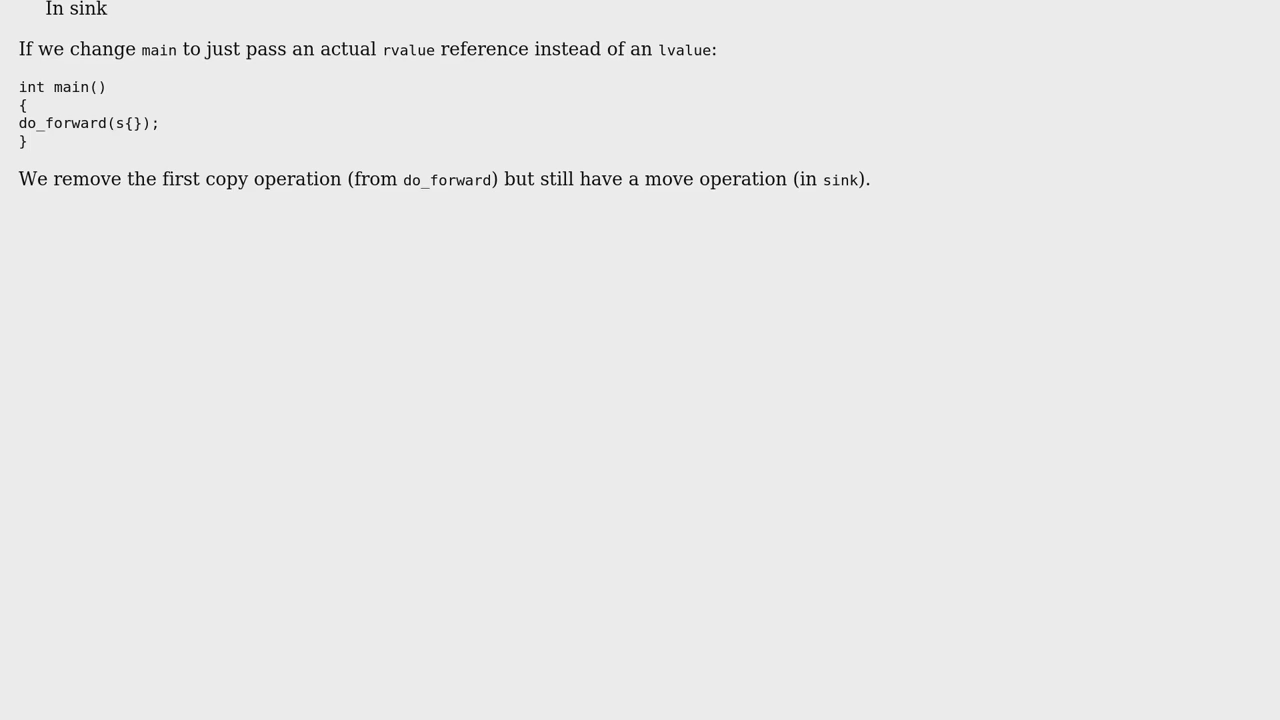 In sink
If we change main to just pass an actual rvalue reference instead of an lvalue:
int main()
{
do_forward(s{});
}
We remove the first copy operation (from do_forward) but still have a move operation (in sink).